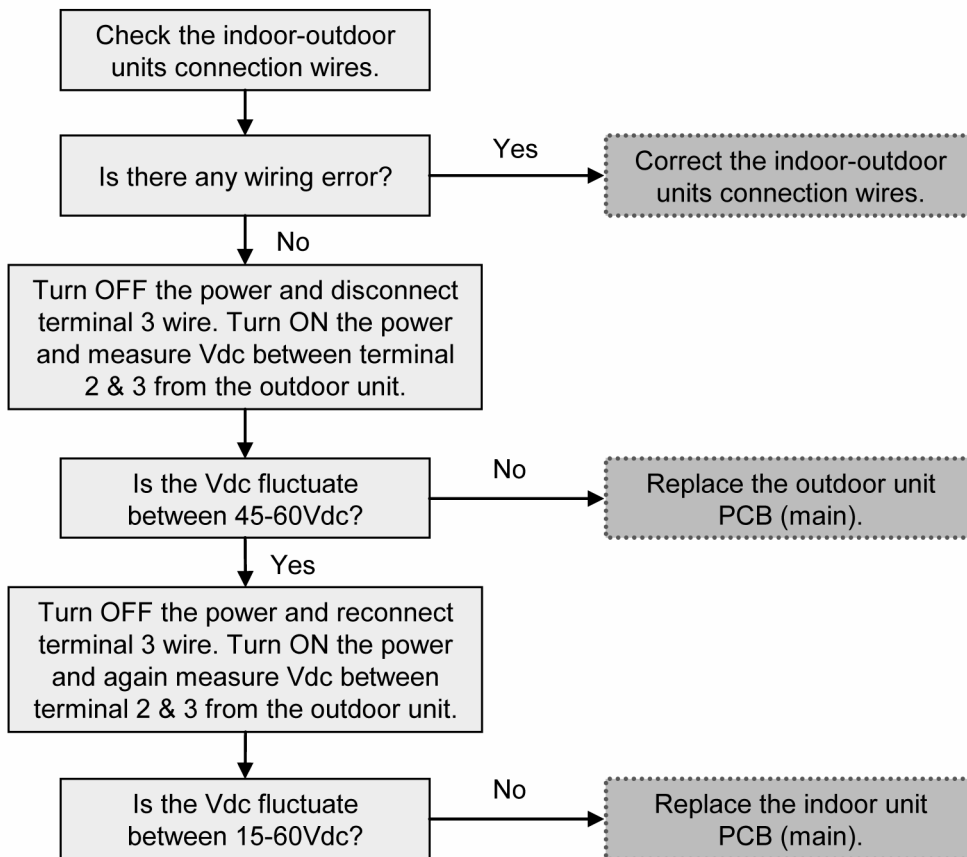 Check the indoor-outdoor
units connection wires.
Is there any wiring error?
Yes
Correct the indoor-outdoor
units connection wires.
No
Turn OFF the power and disconnect
terminal 3 wire. Turn ON the power
and measure Vdc between terminal
2 & 3 from the outdoor unit.
Is the Vdc fluctuate
between 45-60Vdc?
No
Replace the outdoor unit
PCB (main).
Yes
Turn OFF the power and reconnect
terminal 3 wire. Turn ON the power
and again measure Vdc between
terminal 2 & 3 from the outdoor unit.
Is the Vdc fluctuate
between 15-60Vdc?
No
Replace the indoor unit
PCB (main).